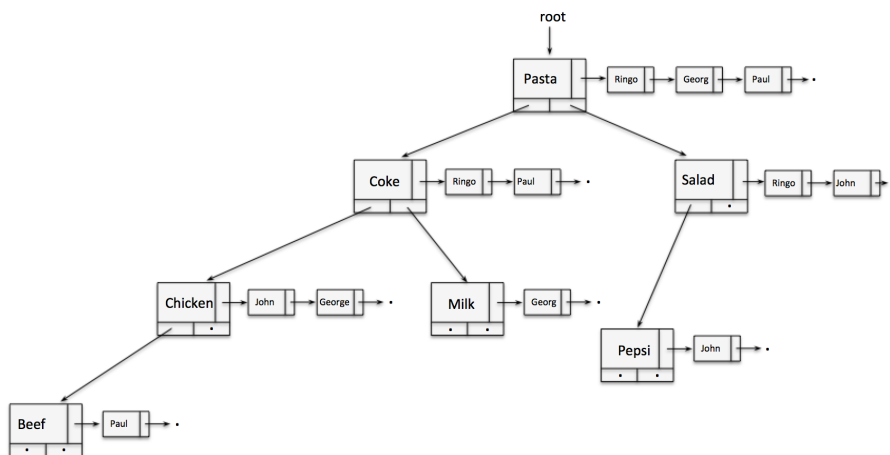 root
Pasta
Ringo
Georg
Paul
Coke
Ringo
Paul
Salad
Ringo
John
Chicken
John
George
Milk
Georg
Pepsi
John
Beef
Paul